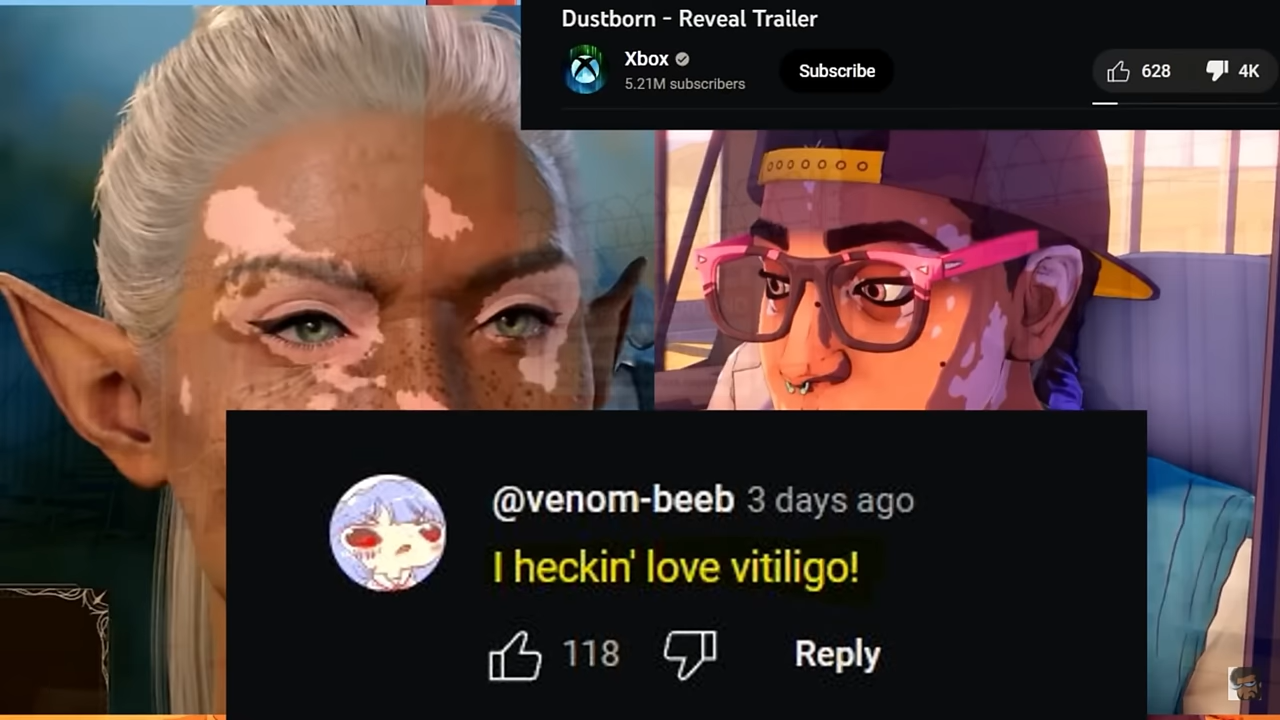 Dustborn - Reveal Trailer
Xbox
5.21M subscribers
Subscribe
628
4K
@venom-beeb 3 days ago
I heckin' love vitiligo!
118
Reply